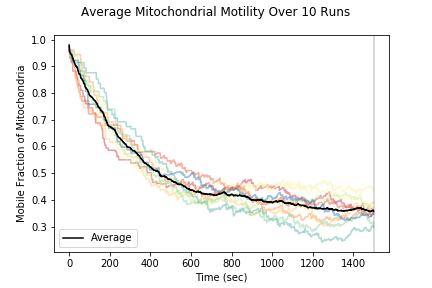 Average Mitochondrial Motility Over 10 Runs
1.0
0.9
0.8
0.7
0.6
0.5
0.4
0.3
Mobile Fraction of Mitochondria
Average
0 200 400 600 800 1000 1200 1400
Time (sec)